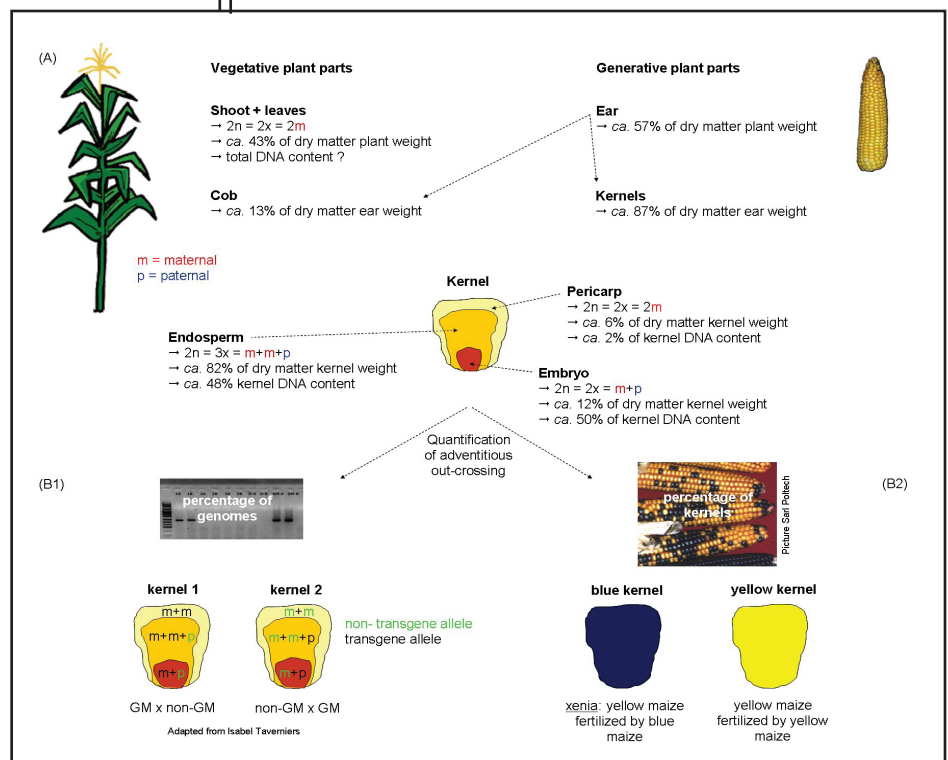 (A)
Vegetative plant parts
Generative plant parts
Shoot + leaves
→ 2n = 2x = 2m
→ ca. 43% of dry matter plant weight
→ total DNA content ?
Ear
→ ca. 57% of dry matter plant weight
Cob
→ ca. 13% of dry matter ear weight
Kernels
→ ca. 87% of dry matter ear weight
m = maternal
p = paternal
Kernel
Pericarp
→ 2n = 2x = 2m
→ ca. 6% of dry matter kernel weight
→ ca. 2% of kernel DNA content
Endosperm
→ 2n = 3x = m+m+p
→ ca. 82% of dry matter kernel weight
→ ca. 48% kernel DNA content
Embryo
→ 2n = 2x = m+p
→ ca. 12% of dry matter kernel weight
→ ca. 50% of kernel DNA content
Quantification
of adventitious
out-crossing
(B1)
percentage of
genomes
(B2)
percentage of
kernels
Picture Sarl Poltech
kernel 1
m+m
m+m+p
m+p
GM x non-GM
kernel 2
m+m
m+m+p
m+p
non-GM x GM
non- transgene allele
transgene allele
Adapted from Isabel Taverniers
blue kernel
xenia: yellow maize
fertilized by blue
maize
yellow kernel
yellow maize
fertilized by yellow
maize